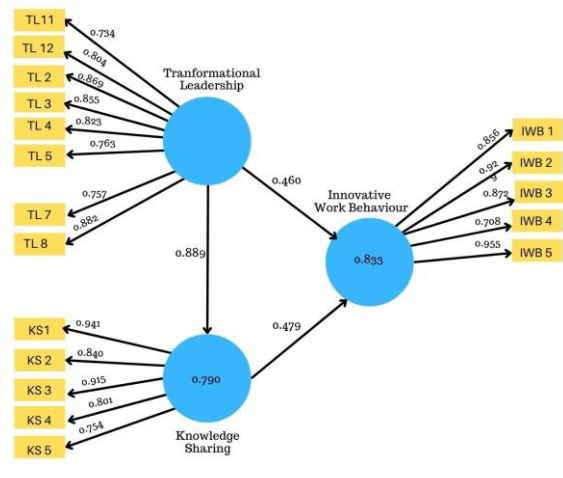 TL11
0.734
TL 12
0.804
TL 2
0.869
TL 3
0.855
TL 4
0.823
TL 5
0.763
TL 7
0.757
TL 8
0.882
Tranformational
Leadership
0.460
0.889
Innovative
Work Behaviour
0.833
0.856
IWB 1
0.92
9
IWB 2
0.872
IWB 3
0.708
IWB 4
0.955
IWB 5
0.479
KS1
0.941
KS 2
0.840
KS 3
0.915
KS 4
0.801
KS 5
0.754
0.790
Knowledge
Sharing